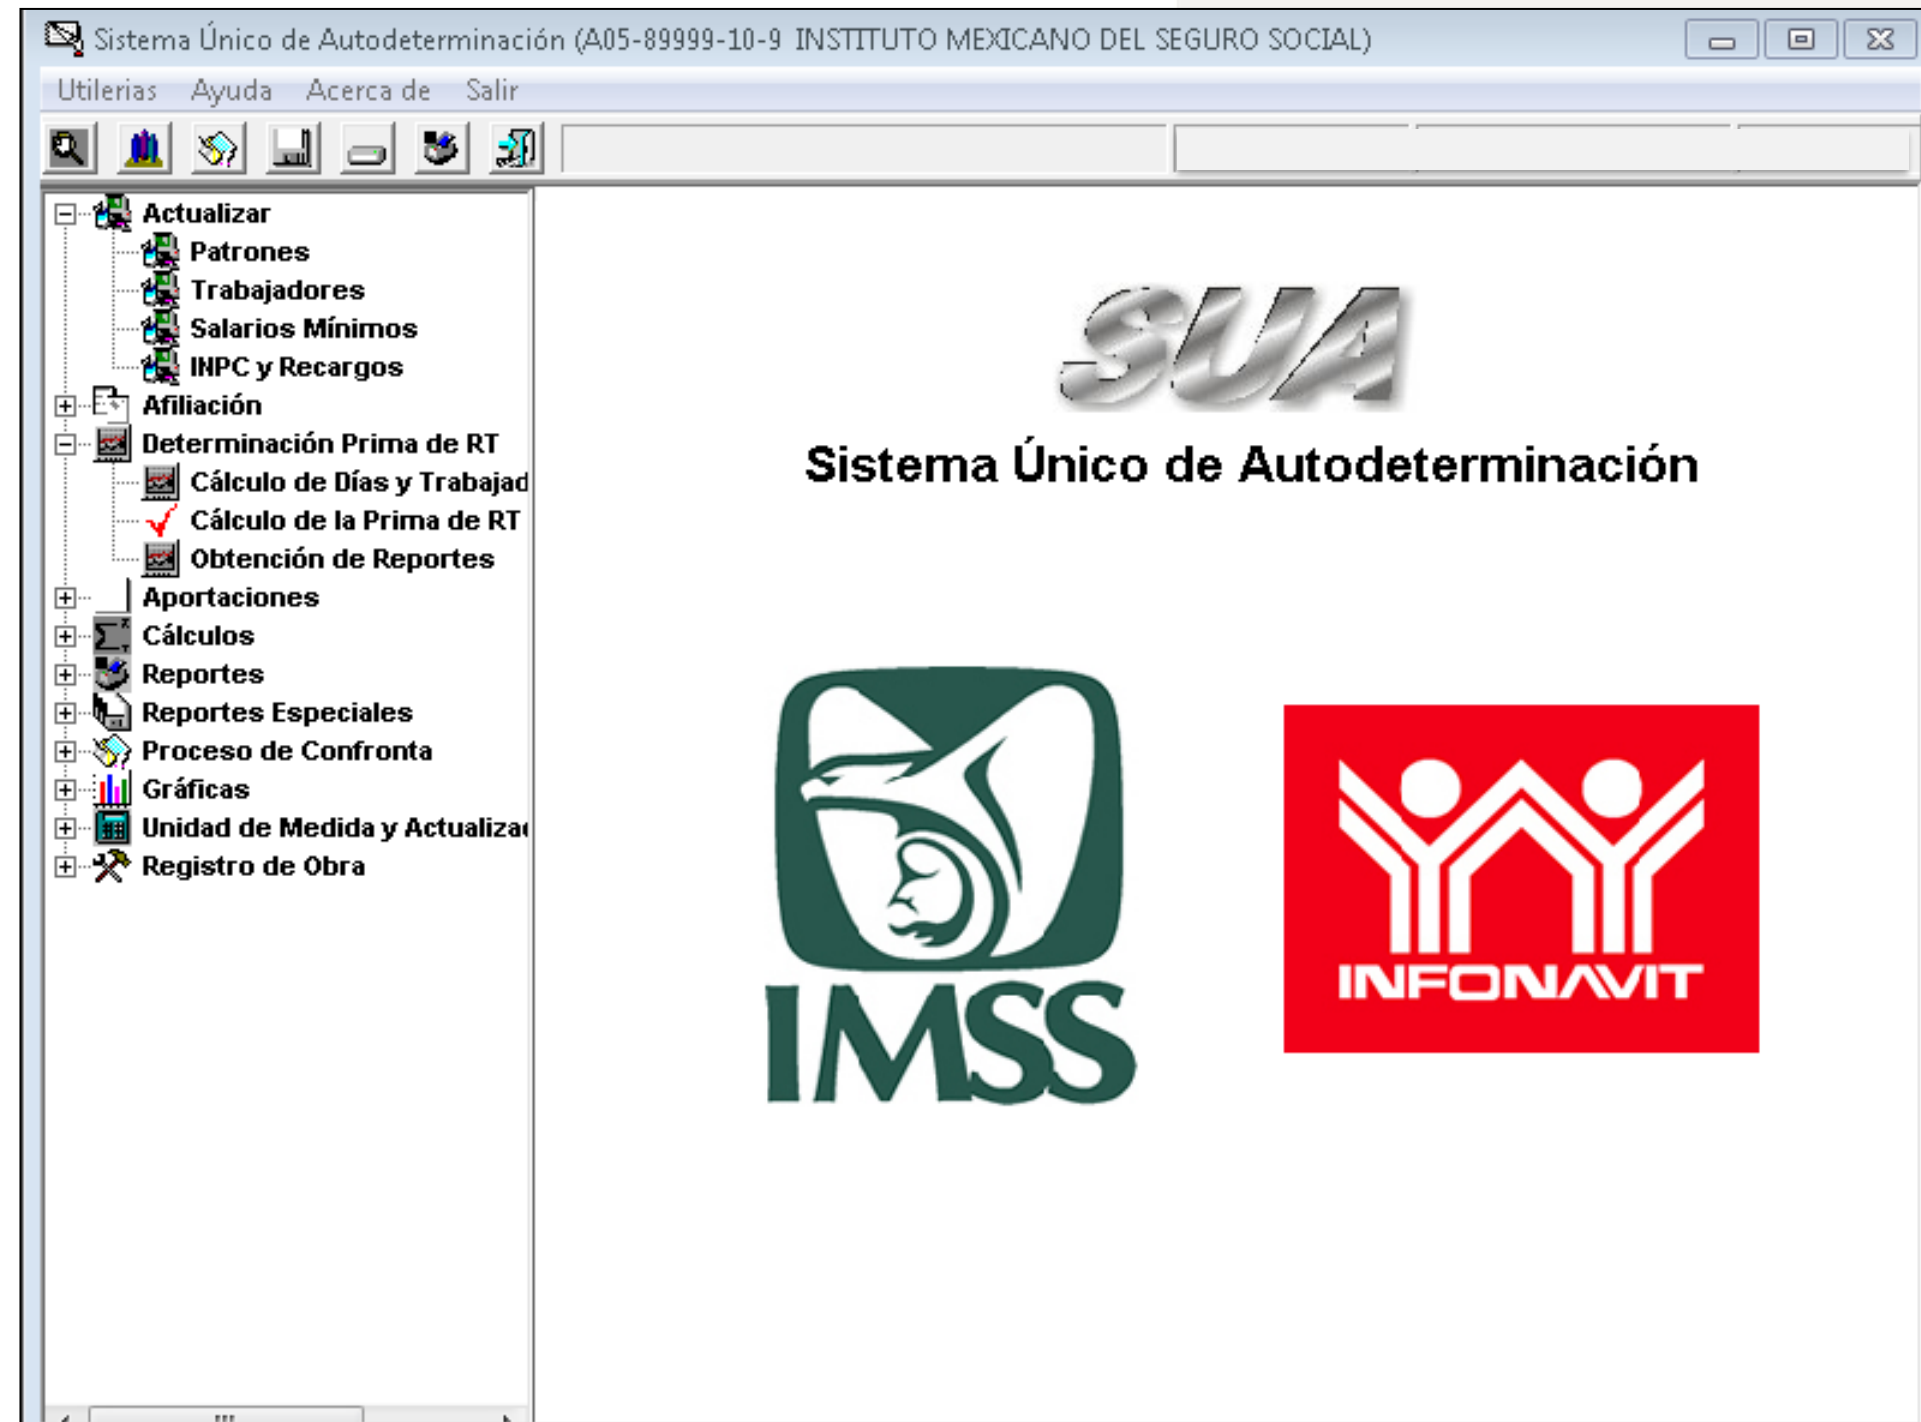 Sistema Único de Autodeterminación (A05-89999-10-9 INSTITUTO MEXICANO DEL SEGURO SOCIAL)
Utilerias Ayuda Acerca de Salir
Actualizar
Patrones
Trabajadores
Salarios Mínimos
INPC y Recargos
Afiliación
Determinación Prima de RT
Cálculo de Días y Trabajad
Cálculo de la Prima de RT
Obtención de Reportes
Aportaciones
Cálculos
Reportes
Reportes Especiales
Proceso de Confronta
Gráficas
Unidad de Medida y Actualiza
Registro de Obra
SUA
Sistema Único de Autodeterminación
IMSS
INFONAVIT